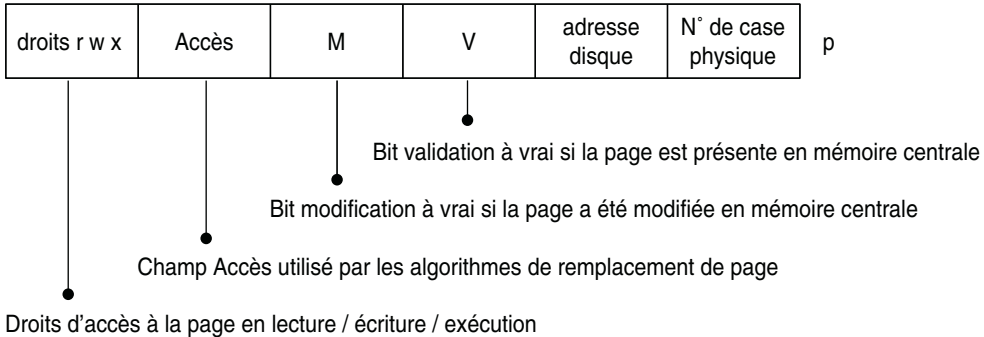 droits r w x Accès M V adresse disque N° de case physique p
Bit validation à vrai si la page est présente en mémoire centrale
Bit modification à vrai si la page a été modifiée en mémoire centrale
Champ Accès utilisé par les algorithmes de remplacement de page
Droits d’accès à la page en lecture / écriture / exécution